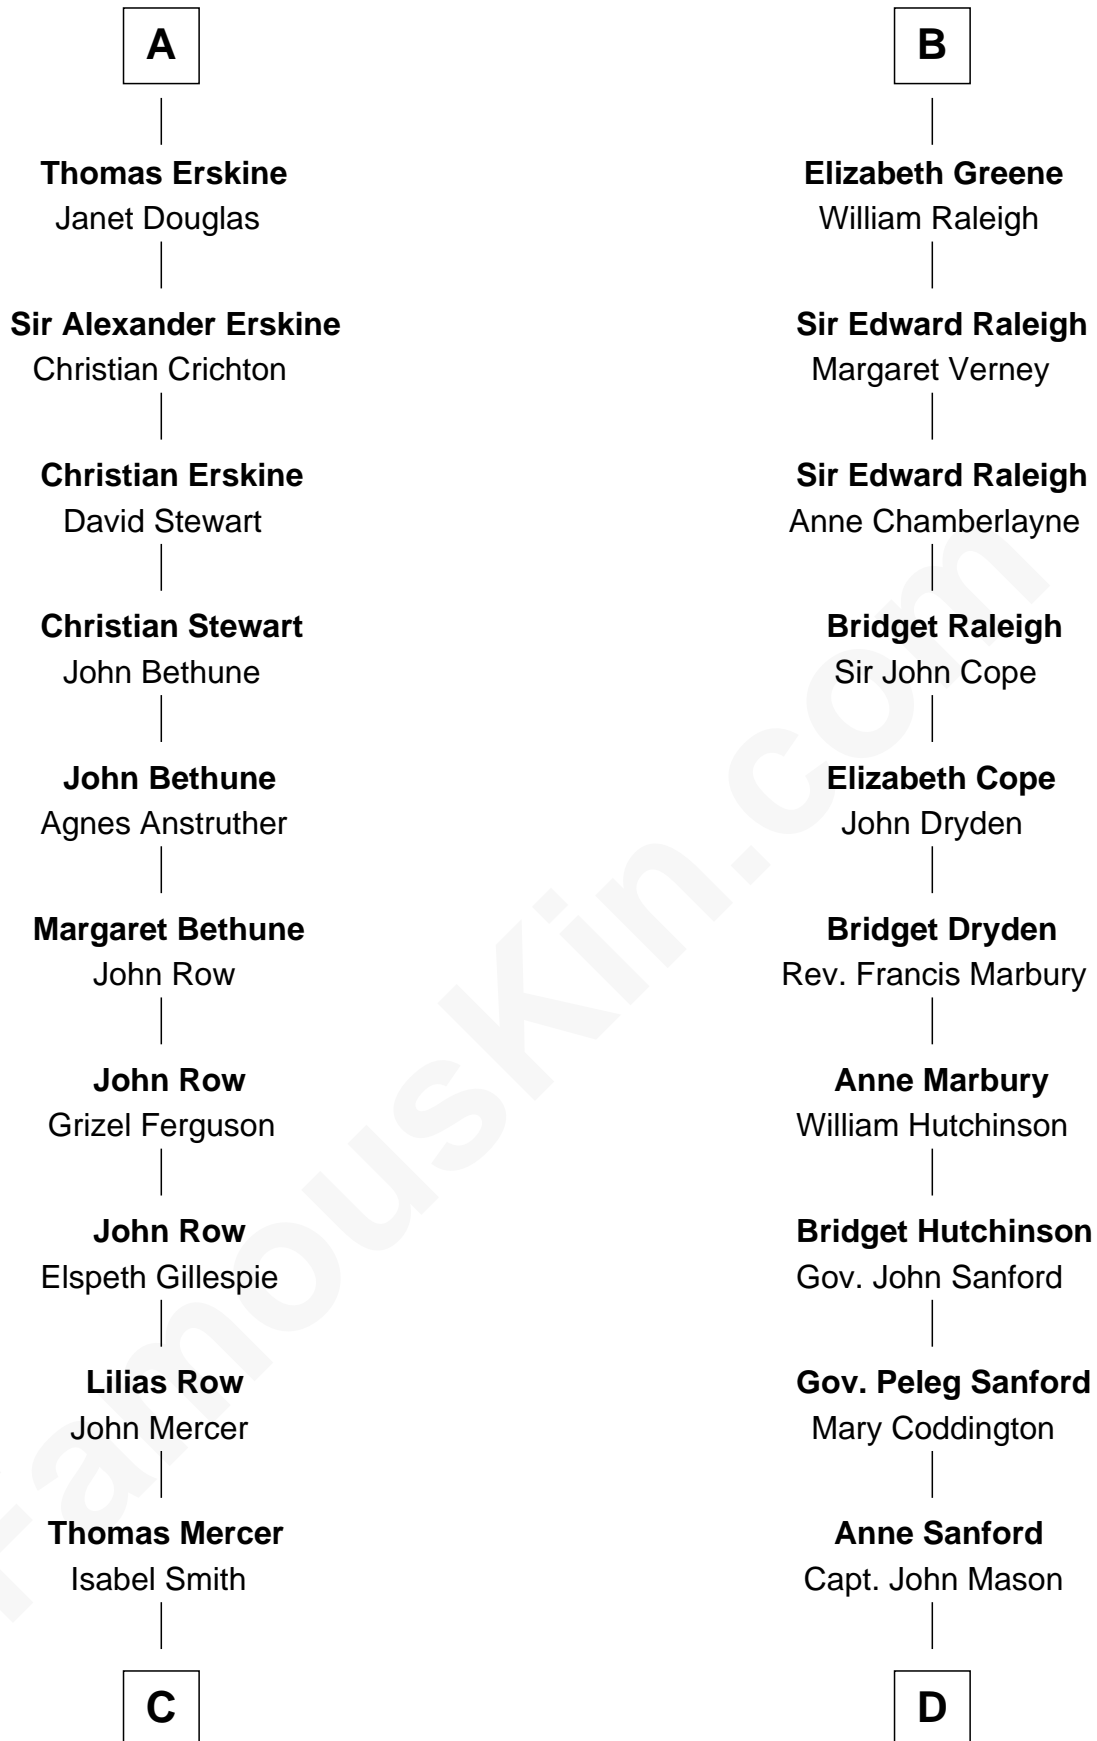 A
Thomas Erskine
Janet Douglas
Sir Alexander Erskine
Christian Crichton
Christian Erskine
David Stewart
Christian Stewart
John Bethune
John Bethune
Agnes Anstruther
Margaret Bethune
John Row
John Row
Grizel Ferguson
John Row
Elspeth Gillespie
Lilias Row
John Mercer
Thomas Mercer
Isabel Smith
C
B
Elizabeth Greene
William Raleigh
Sir Edward Raleigh
Margaret Verney
Sir Edward Raleigh
Anne Chamberlayne
Bridget Raleigh
Sir John Cope
Elizabeth Cope
John Dryden
Bridget Dryden
Rev. Francis Marbury
Anne Marbury
William Hutchinson
Bridget Hutchinson
Gov. John Sanford
Gov. Peleg Sanford
Mary Coddington
Anne Sanford
Capt. John Mason
D
FamousKin.com